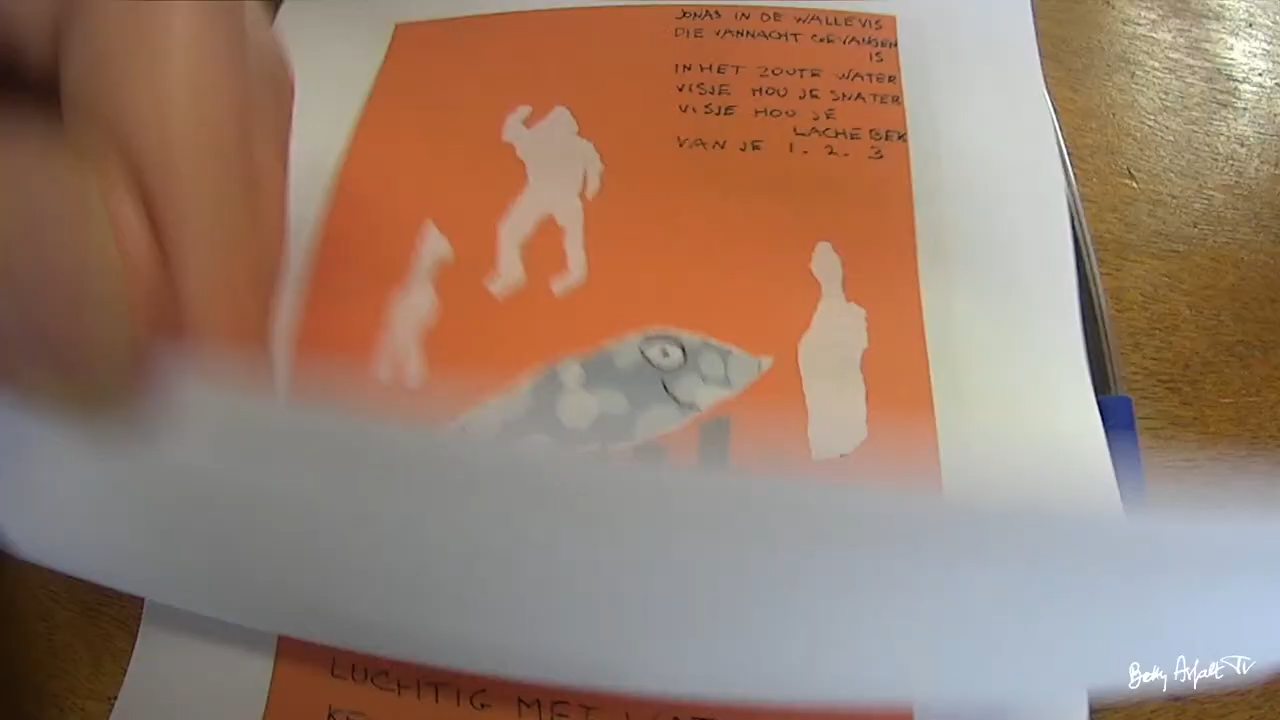 JONAS IN DE WALLEVIS
DIE VANNACHT GEVANGEN
IS
IN HET ZOUTE WATER
VISJE HOU JE SNATER
VISJE HOU JE
LACHEBEK
VAN JE 1. 2. 3
LUCHTIG MET
Betty Asfalt TV